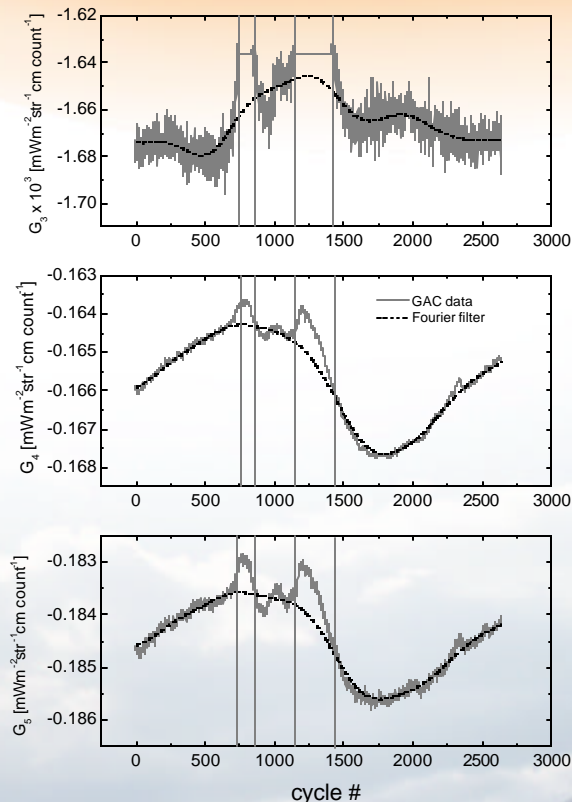 -1.62
-1.64
-1.66
-1.68
-1.70
G3 x 10^3 [mWm^-2str^-1cm count^-1]
0 500 1000 1500 2000 2500 3000
-0.163
-0.164
-0.165
-0.166
-0.167
-0.168
G4 [mWm^-2str^-1cm count^-1]
GAC data
Fourier filter
0 500 1000 1500 2000 2500 3000
-0.183
-0.184
-0.185
-0.186
G5 [mWm^-2str^-1cm count^-1]
0 500 1000 1500 2000 2500 3000
cycle #